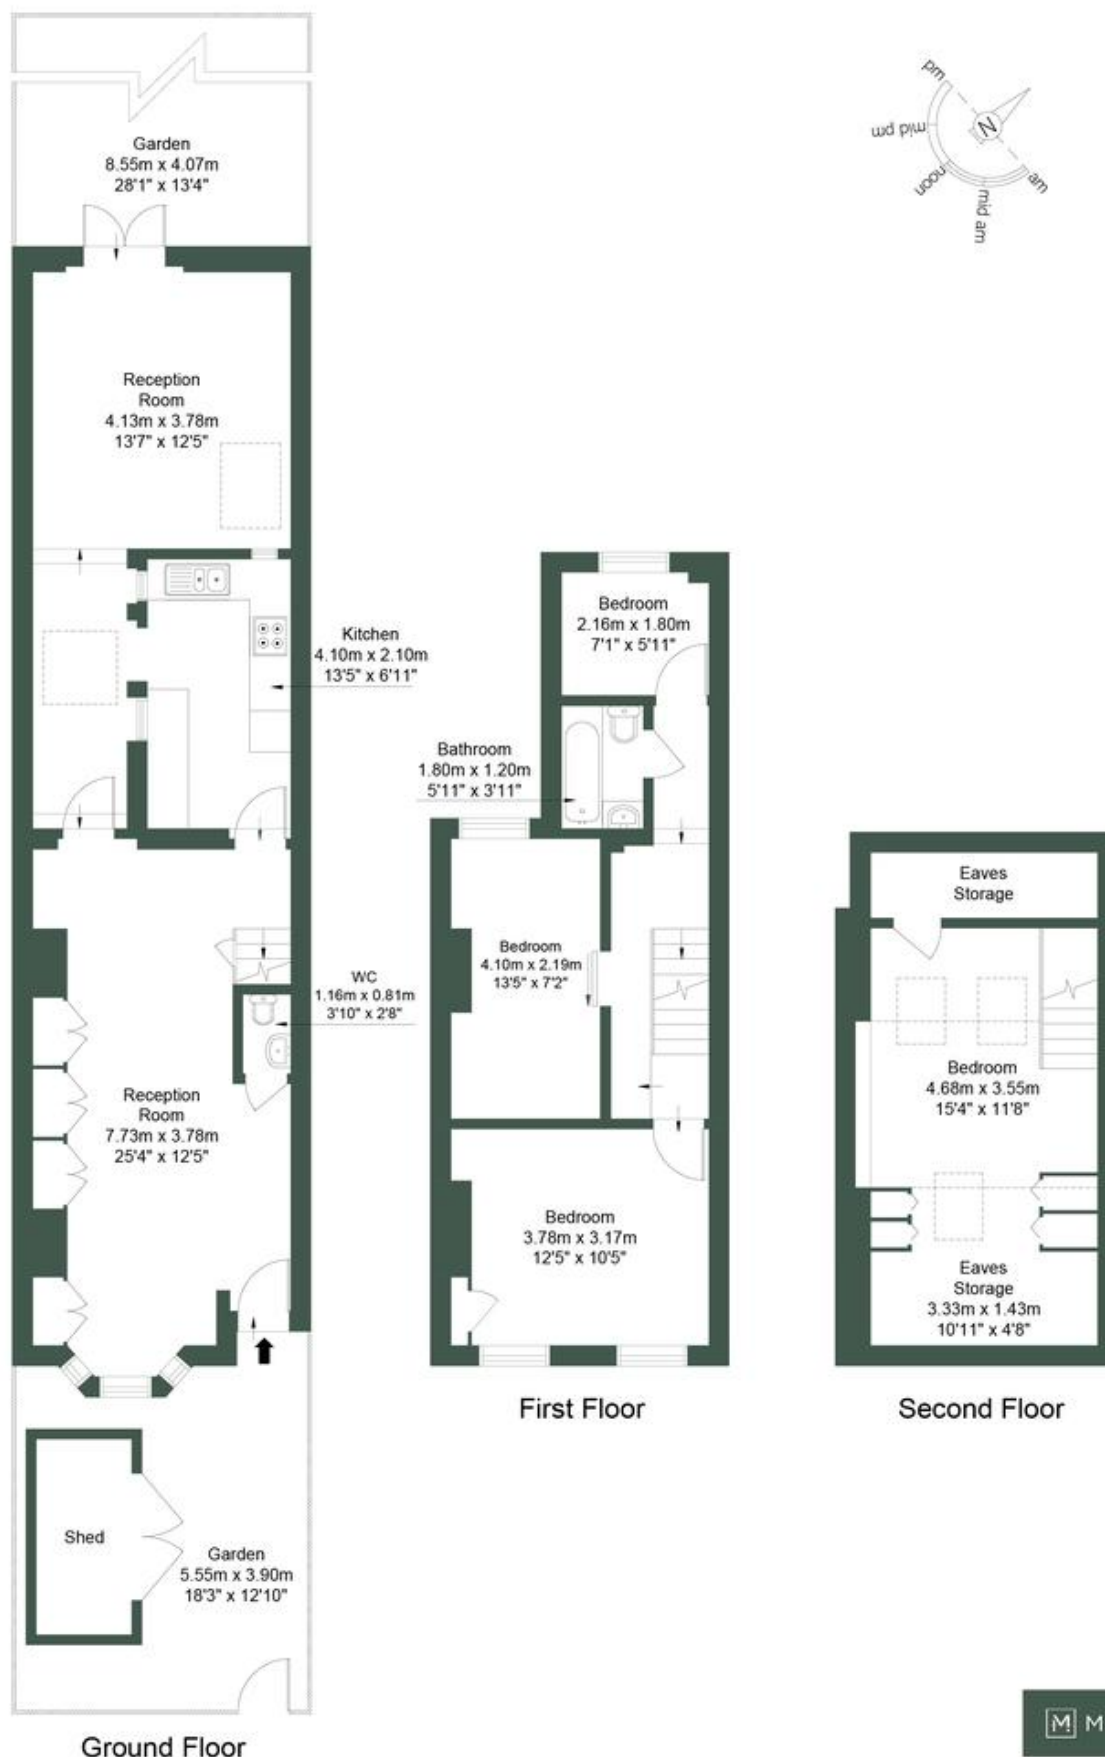 Garden
8.55m x 4.07m
28'1" x 13'4"
pm
mid pm
noon
mid am
am
N
Reception
Room
4.13m x 3.78m
13'7" x 12'5"
Kitchen
4.10m x 2.10m
13'5" x 6'11"
Bedroom
2.16m x 1.80m
7'1" x 5'11"
Bathroom
1.80m x 1.20m
5'11" x 3'11"
WC
1.16m x 0.81m
3'10" x 2'8"
Bedroom
4.10m x 2.19m
13'5" x 7'2"
Eaves
Storage
Bedroom
4.68m x 3.55m
15'4" x 11'8"
Reception
Room
7.73m x 3.78m
25'4" x 12'5"
Bedroom
3.78m x 3.17m
12'5" x 10'5"
Eaves
Storage
3.33m x 1.43m
10'11" x 4'8"
First Floor
Second Floor
Shed
Garden
5.55m x 3.90m
18'3" x 12'10"
Ground Floor
M M